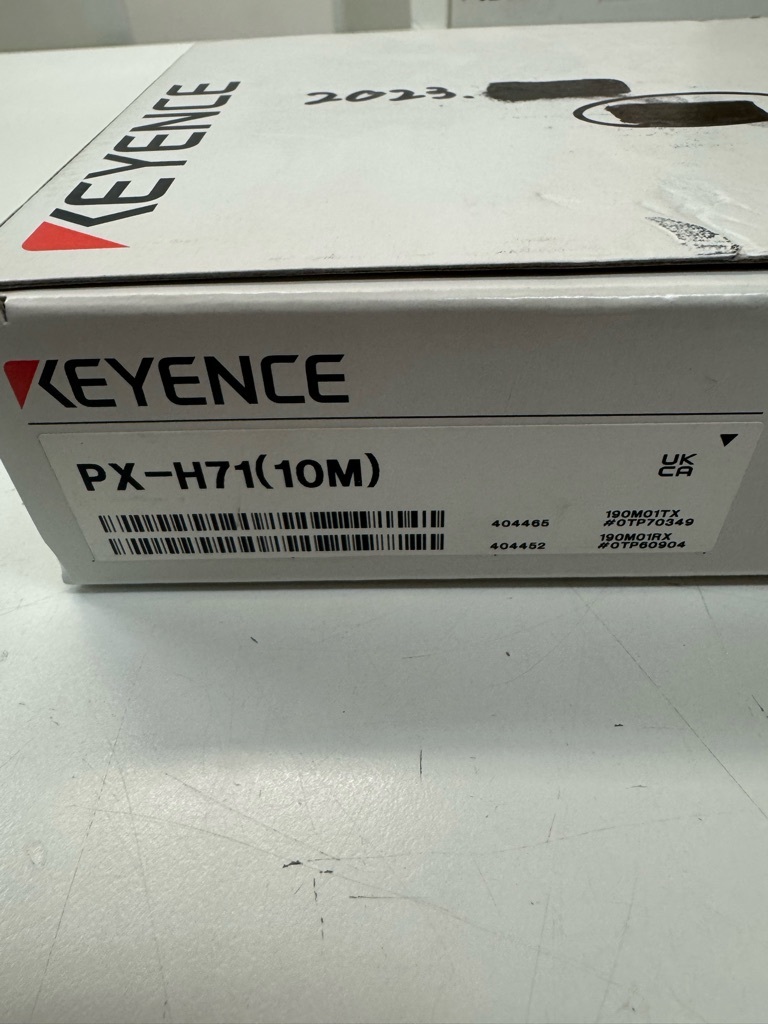 KEYENCE
2023.
KEYENCE
PX-H71(10M)
UK
CA
404465
190M01TX
#0TP70349
404452
190M01RX
#0TP60904